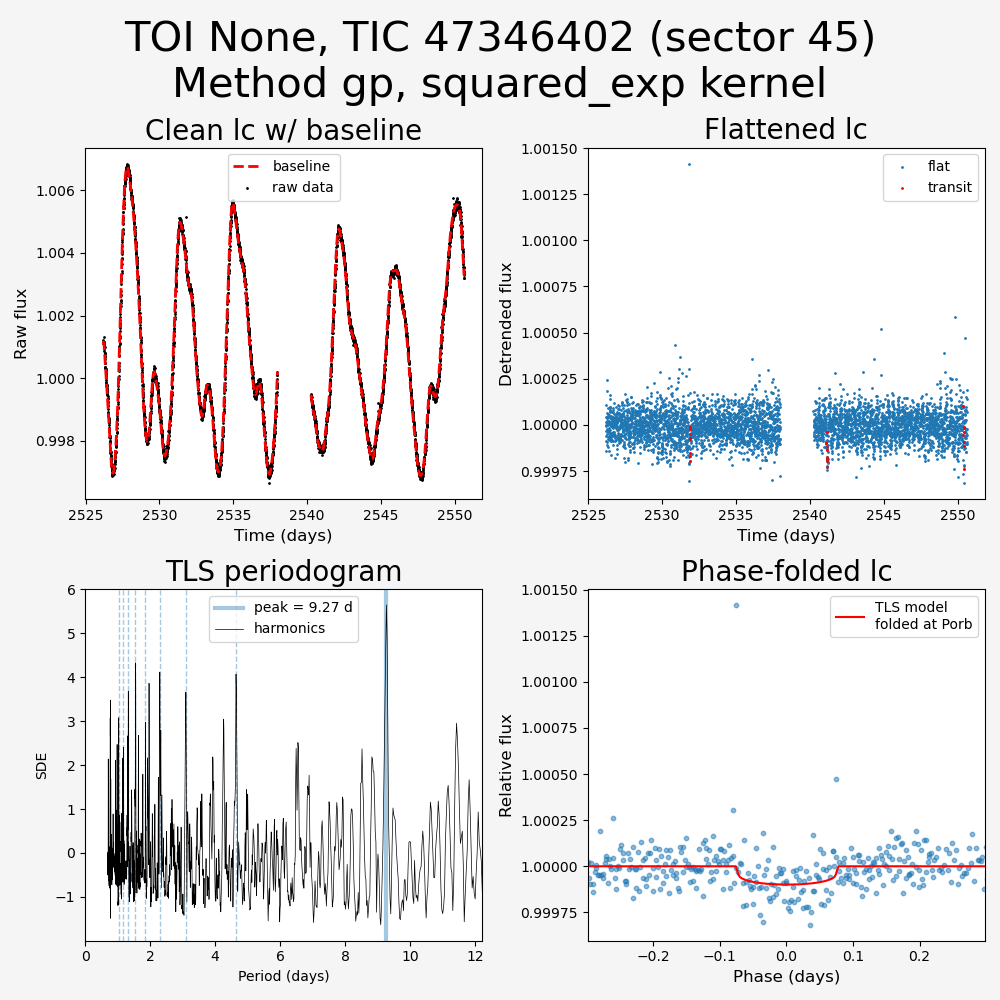 TOI None, TIC 47346402 (sector 45)
Method gp, squared_exp kernel
Clean lc w/ baseline
baseline
raw data
Raw flux
1.006
1.004
1.002
1.000
0.998
2525
2530
2535
2540
2545
2550
Time (days)
Flattened lc
flat
transit
Detrended flux
1.00150
1.00125
1.00100
1.00075
1.00050
1.00025
1.00000
0.99975
2525
2530
2535
2540
2545
2550
Time (days)
TLS periodogram
peak = 9.27 d
harmonics
SDE
6
5
4
3
2
1
0
−1
0
2
4
6
8
10
12
Period (days)
Phase-folded lc
TLS model
folded at Porb
Relative flux
1.00150
1.00125
1.00100
1.00075
1.00050
1.00025
1.00000
0.99975
−0.2
−0.1
0.0
0.1
0.2
Phase (days)